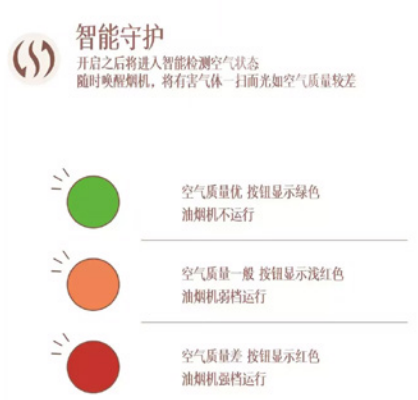 智能守护
开启之后将进入智能检测空气状态
随时唤醒烟机，将有害气体一扫而光如空气质量较差
空气质量优 按钮显示绿色
油烟机不运行
空气质量一般 按钮显示浅红色
油烟机弱档运行
空气质量差 按钮显示红色
油烟机强档运行